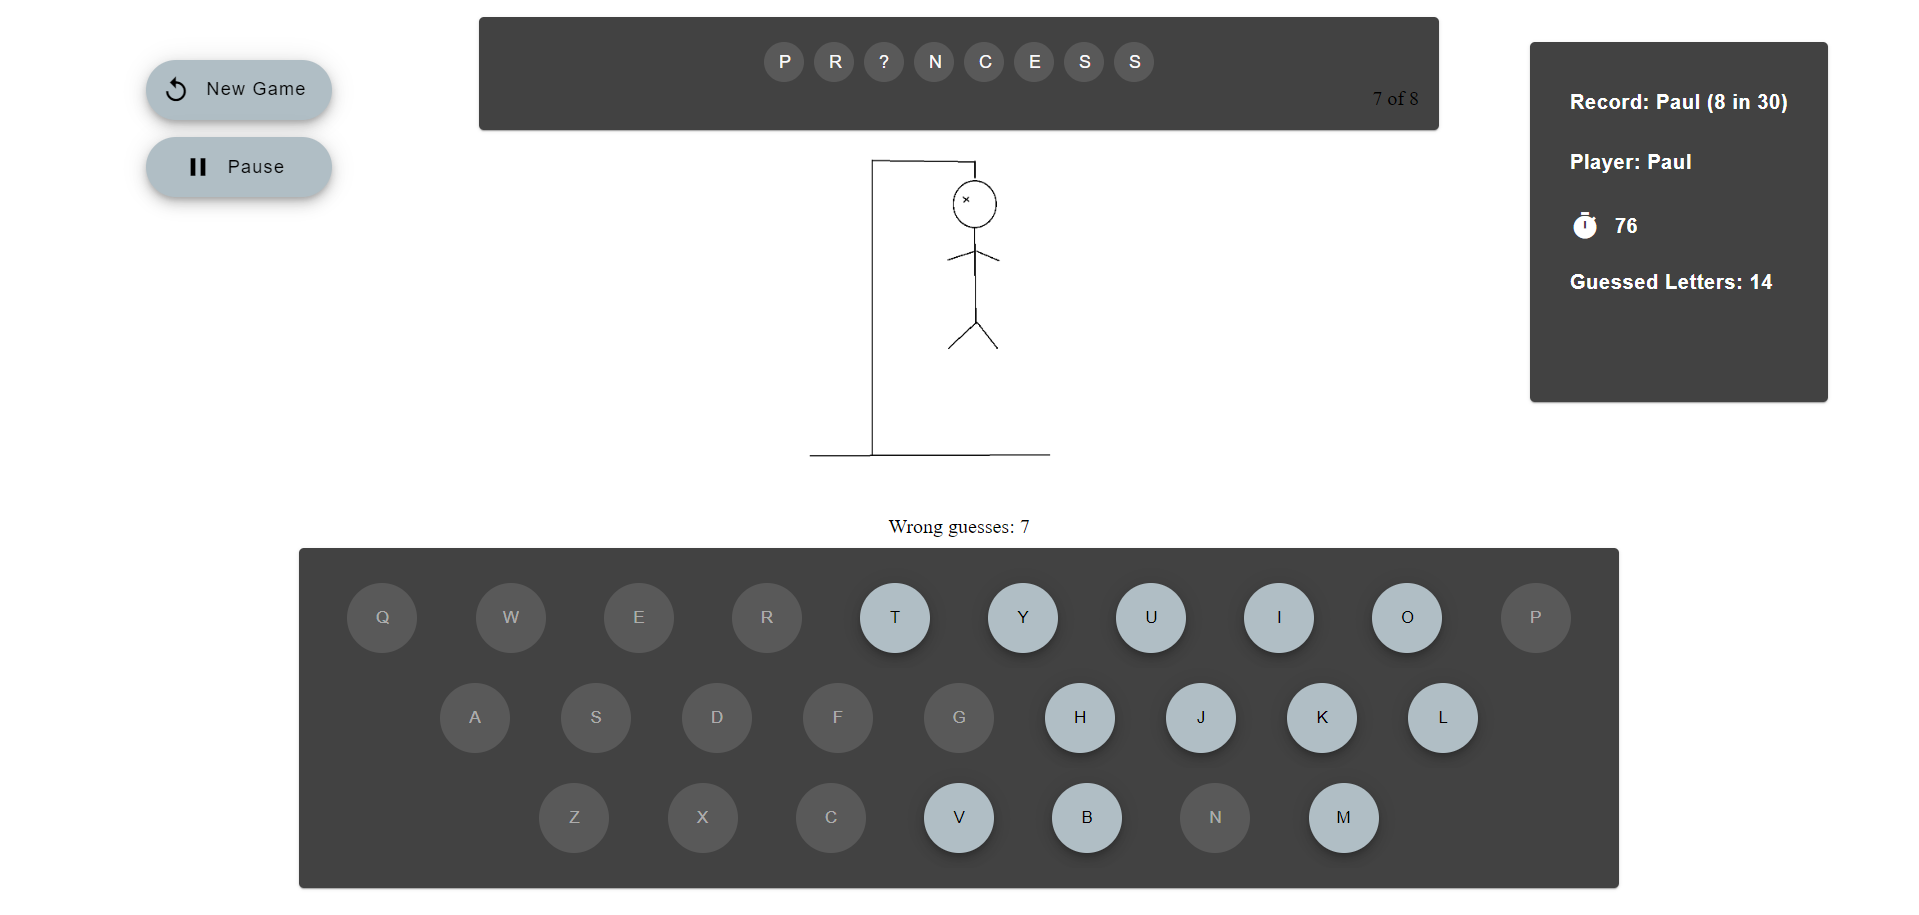 New Game
Pause
P R ? N C E S S
7 of 8
Record: Paul (8 in 30)
Player: Paul
76
Guessed Letters: 14
Wrong guesses: 7
Q W E R T Y U I O P
A S D F G H J K L
Z X C V B N M